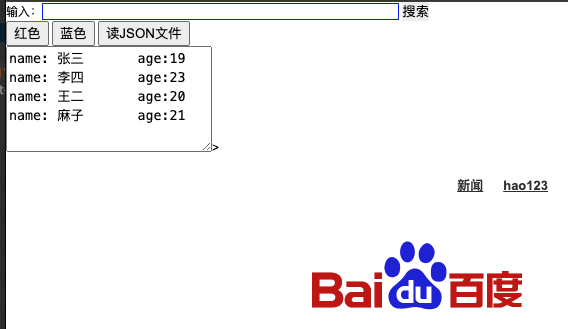 输入： 搜索
红色 蓝色 读JSON文件
name: 张三 age:19
name: 李四 age:23
name: 王二 age:20
name: 麻子 age:21
>
新闻 hao123
Bai du 百度